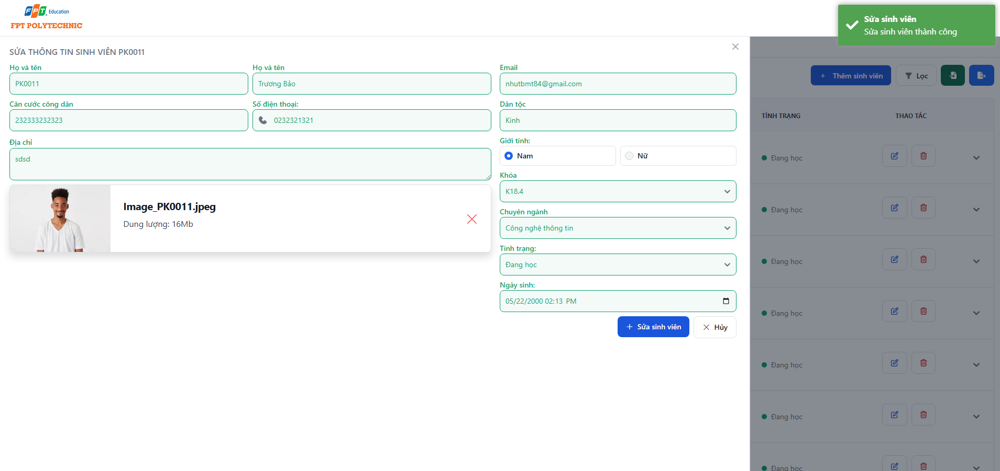 FPT Education
FPT POLYTECHNIC
Sửa sinh viên
Sửa sinh viên thành công
SỬA THÔNG TIN SINH VIÊN PK0011
Họ và tên
PK0011
Họ và tên
Trương Bảo
Email
nhutbmt84@gmail.com
Căn cước công dân
232333232323
Số điện thoại:
0232321321
Dân tộc
Kinh
Địa chỉ
sdsd
Giới tính:
Nam
Nữ
Khóa
K18.4
Image_PK0011.jpeg
Dung lượng: 16Mb
Chuyên ngành
Công nghệ thông tin
Tình trạng:
Đang học
Ngày sinh:
05/22/2000 02:13 PM
+ Sửa sinh viên
Hủy
+ Thêm sinh viên
Lọc
TÌNH TRẠNG THAO TÁC
Đang học
Đang học
Đang học
Đang học
Đang học
Đang học
Đang học